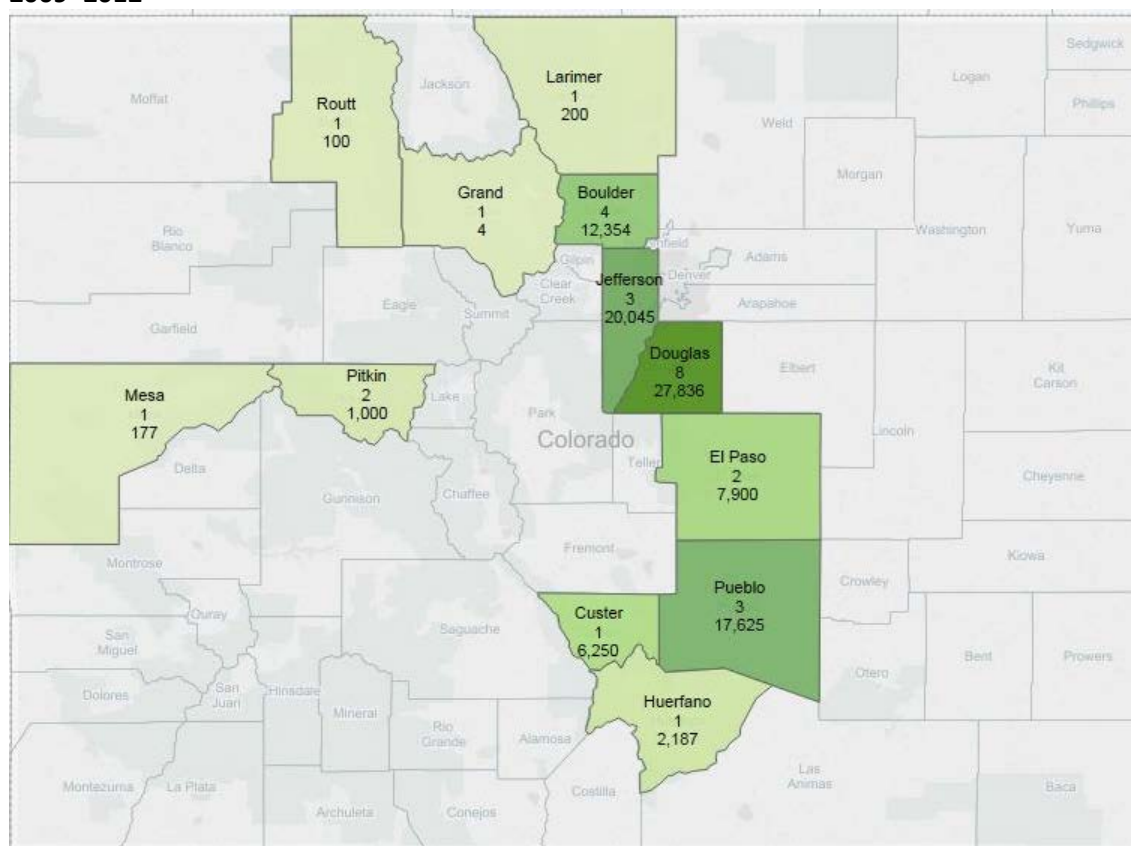 Sedgwick
Logan
Jackson
Larimer
1
200
Moffat
Routt
1
100
Phillips
Weld
Morgan
Grand
1
4
Boulder
4
12,354
Washington
Yuma
Rio
Blanco
Gilpin
Adams
Denver
Jefferson
3
20,045
Clear
Creek
Eagle
Summit
Arapahoe
Garfield
Douglas
8
27,836
Elbert
Kit
Carson
Mesa
1
177
Pitkin
2
1,000
Lake
Park
Colorado
Lincoln
Teller
El Paso
2
7,900
Delta
Cheyenne
Gunnison
Chaffee
Fremont
Kiowa
Montrose
Crowley
Pueblo
3
17,625
Custer
1
6,250
Ouray
Saguache
San
Miguel
Bent
Prowers
Otero
Dolores
San
Juan
Hinsdale
Mineral
Huerfano
1
2,187
Rio
Grande
Alamosa
Las
Animas
Montezuma
La Plata
Costilla
Baca
Archuleta
Conejos